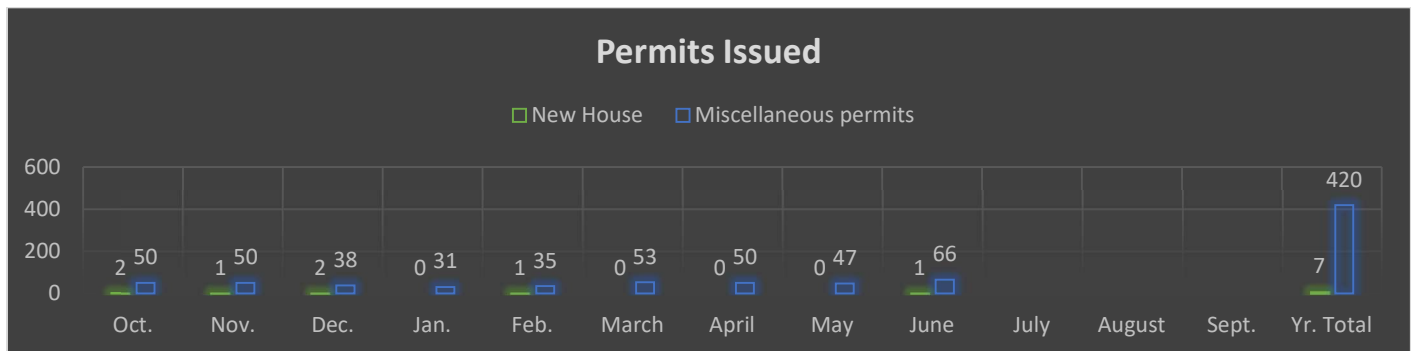 Permits Issued
New House Miscellaneous permits
600
400
200
0
420
2 50 1 50 2 38 0 31 1 35 0 53 0 50 0 47 1 66 7
Oct. Nov. Dec. Jan. Feb. March April May June July August Sept. Yr. Total